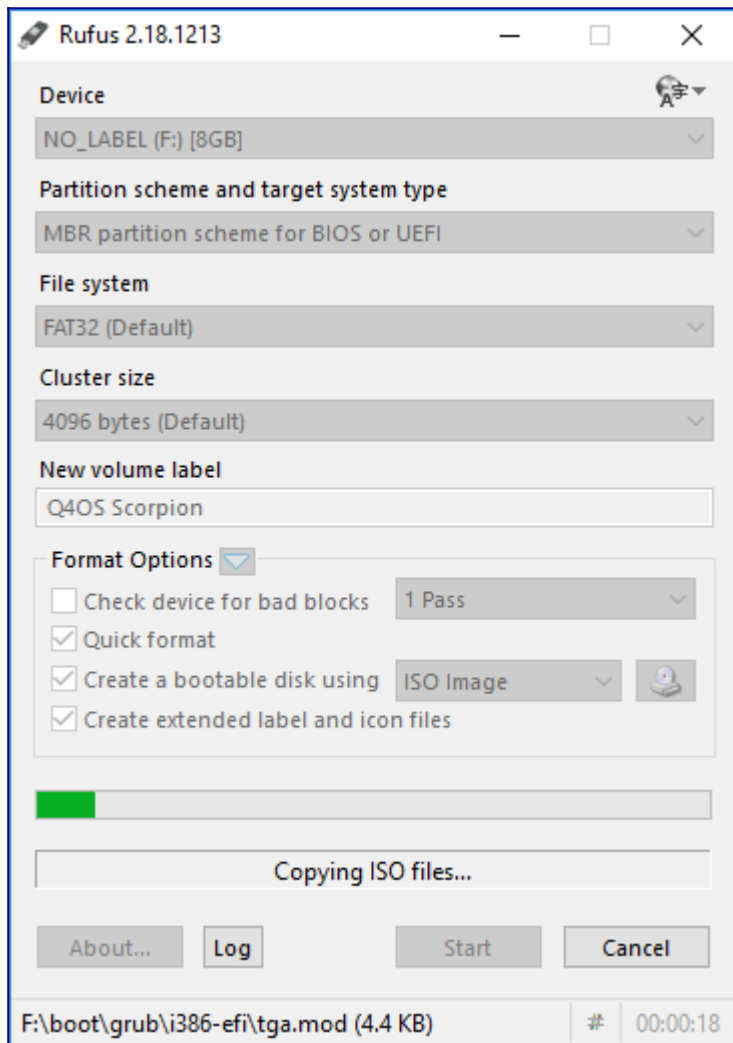 Rufus 2.18.1213
Device
A字
NO_LABEL (F:) [8GB]
Partition scheme and target system type
MBR partition scheme for BIOS or UEFI
File system
FAT32 (Default)
Cluster size
4096 bytes (Default)
New volume label
Q4OS Scorpion
Format Options
Check device for bad blocks 1 Pass
Quick format
Create a bootable disk using ISO Image
Create extended label and icon files
Copying ISO files...
About... Log Start Cancel
F:\boot\grub\i386-efi\tga.mod (4.4 KB) # 00:00:18